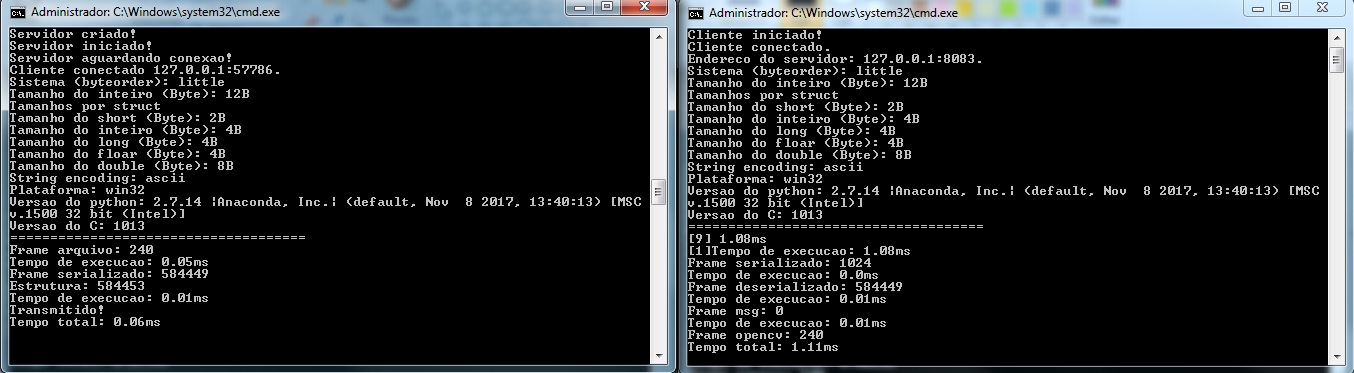 Administrador: C:\Windows\system32\cmd.exe
Servidor criado!
Servidor iniciado!
Servidor aguardando conexao!
Cliente conectado 127.0.0.1:57786.
Sistema (byteorder): little
Tamanho do inteiro (Byte): 12B
Tamanhos por struct
Tamanho do short (Byte): 2B
Tamanho do inteiro (Byte): 4B
Tamanho do long (Byte): 4B
Tamanho do floar (Byte): 4B
Tamanho do double (Byte): 8B
String encoding: ascii
Plataforma: win32
Versao do python: 2.7.14 |Anaconda, Inc.| (default, Nov  8 2017, 13:40:13) [MSC
v.1500 32 bit (Intel)]
Versao do C: 1013
=====================================
Frame arquivo: 240
Tempo de execucao: 0.05ms
Frame serializado: 584449
Estrutura: 584453
Tempo de execucao: 0.01ms
Transmitido!
Tempo total: 0.06ms
Administrador: C:\Windows\system32\cmd.exe
Cliente iniciado!
Cliente conectado.
Endereco do servidor: 127.0.0.1:8083.
Sistema (byteorder): little
Tamanho do inteiro (Byte): 12B
Tamanhos por struct
Tamanho do short (Byte): 2B
Tamanho do inteiro (Byte): 4B
Tamanho do long (Byte): 4B
Tamanho do floar (Byte): 4B
Tamanho do double (Byte): 8B
String encoding: ascii
Plataforma: win32
Versao do python: 2.7.14 |Anaconda, Inc.| (default, Nov  8 2017, 13:40:13) [MSC
v.1500 32 bit (Intel)]
Versao do C: 1013
=====================================
[9] 1.08ms
[1]Tempo de execucao: 1.08ms
Frame serializado: 1024
Tempo de execucao: 0.0ms
Frame deserializado: 584449
Tempo de execucao: 0.01ms
Frame msg: 0
Tempo de execucao: 0.01ms
Frame opencv: 240
Tempo total: 1.11ms